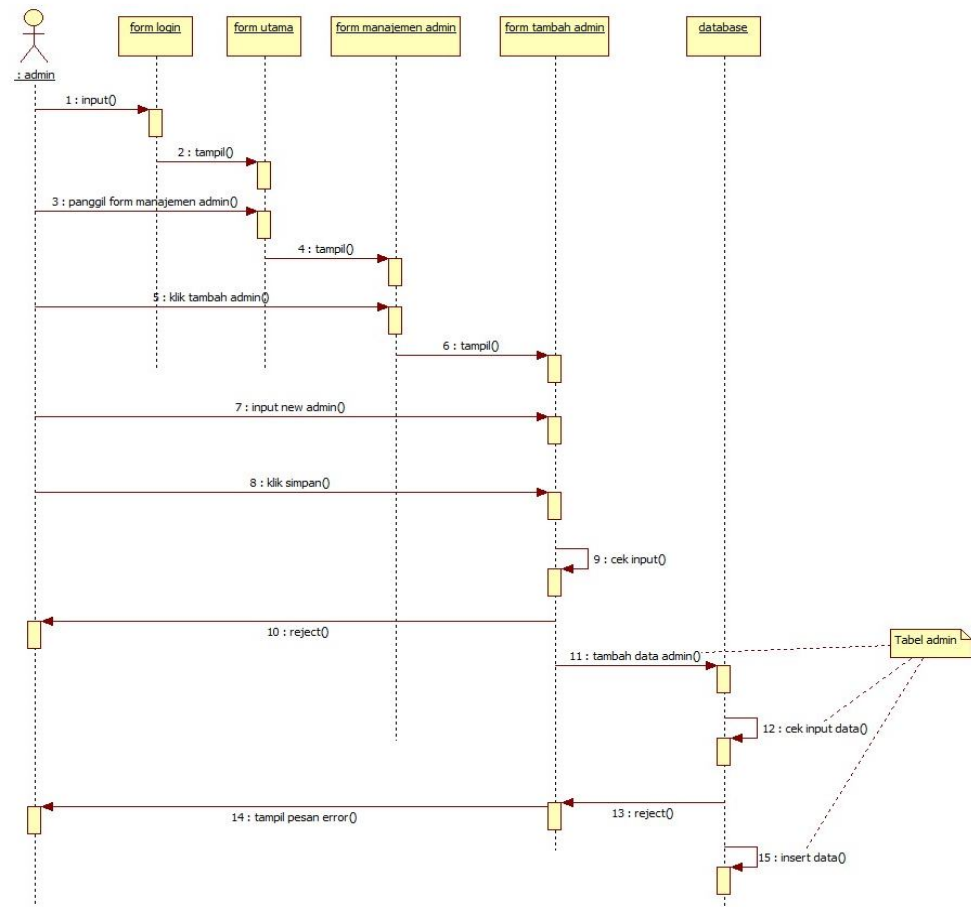 form login
form utama
form manajemen admin
form tambah admin
database
: admin
1 : input()
2 : tampil()
3 : panggil form manajemen admin()
4 : tampil()
5 : klik tambah admin()
6 : tampil()
7 : input new admin()
8 : klik simpan()
9 : cek input()
10 : reject()
Tabel admin
11 : tambah data admin()
12 : cek input data()
13 : reject()
14 : tampil pesan error()
15 : insert data()